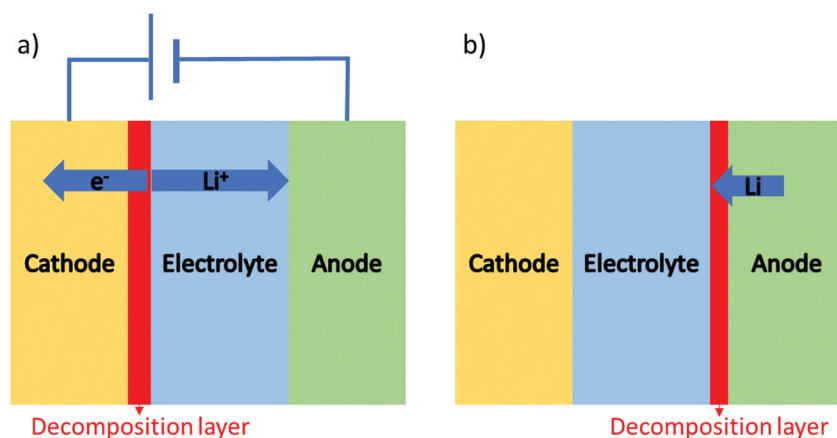 a)
b)
e-
Li+
Li
Cathode
Electrolyte
Anode
Cathode
Electrolyte
Anode
Decomposition layer
Decomposition layer